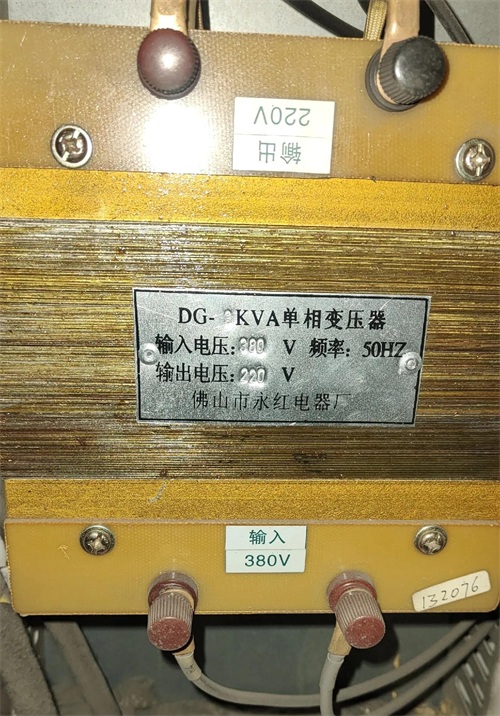 输出
220V
DG- KVA单相变压器
输入电压:380 V 频率: 50HZ
输出电压:220 V
佛山市永红电器厂
输入
380V
132076